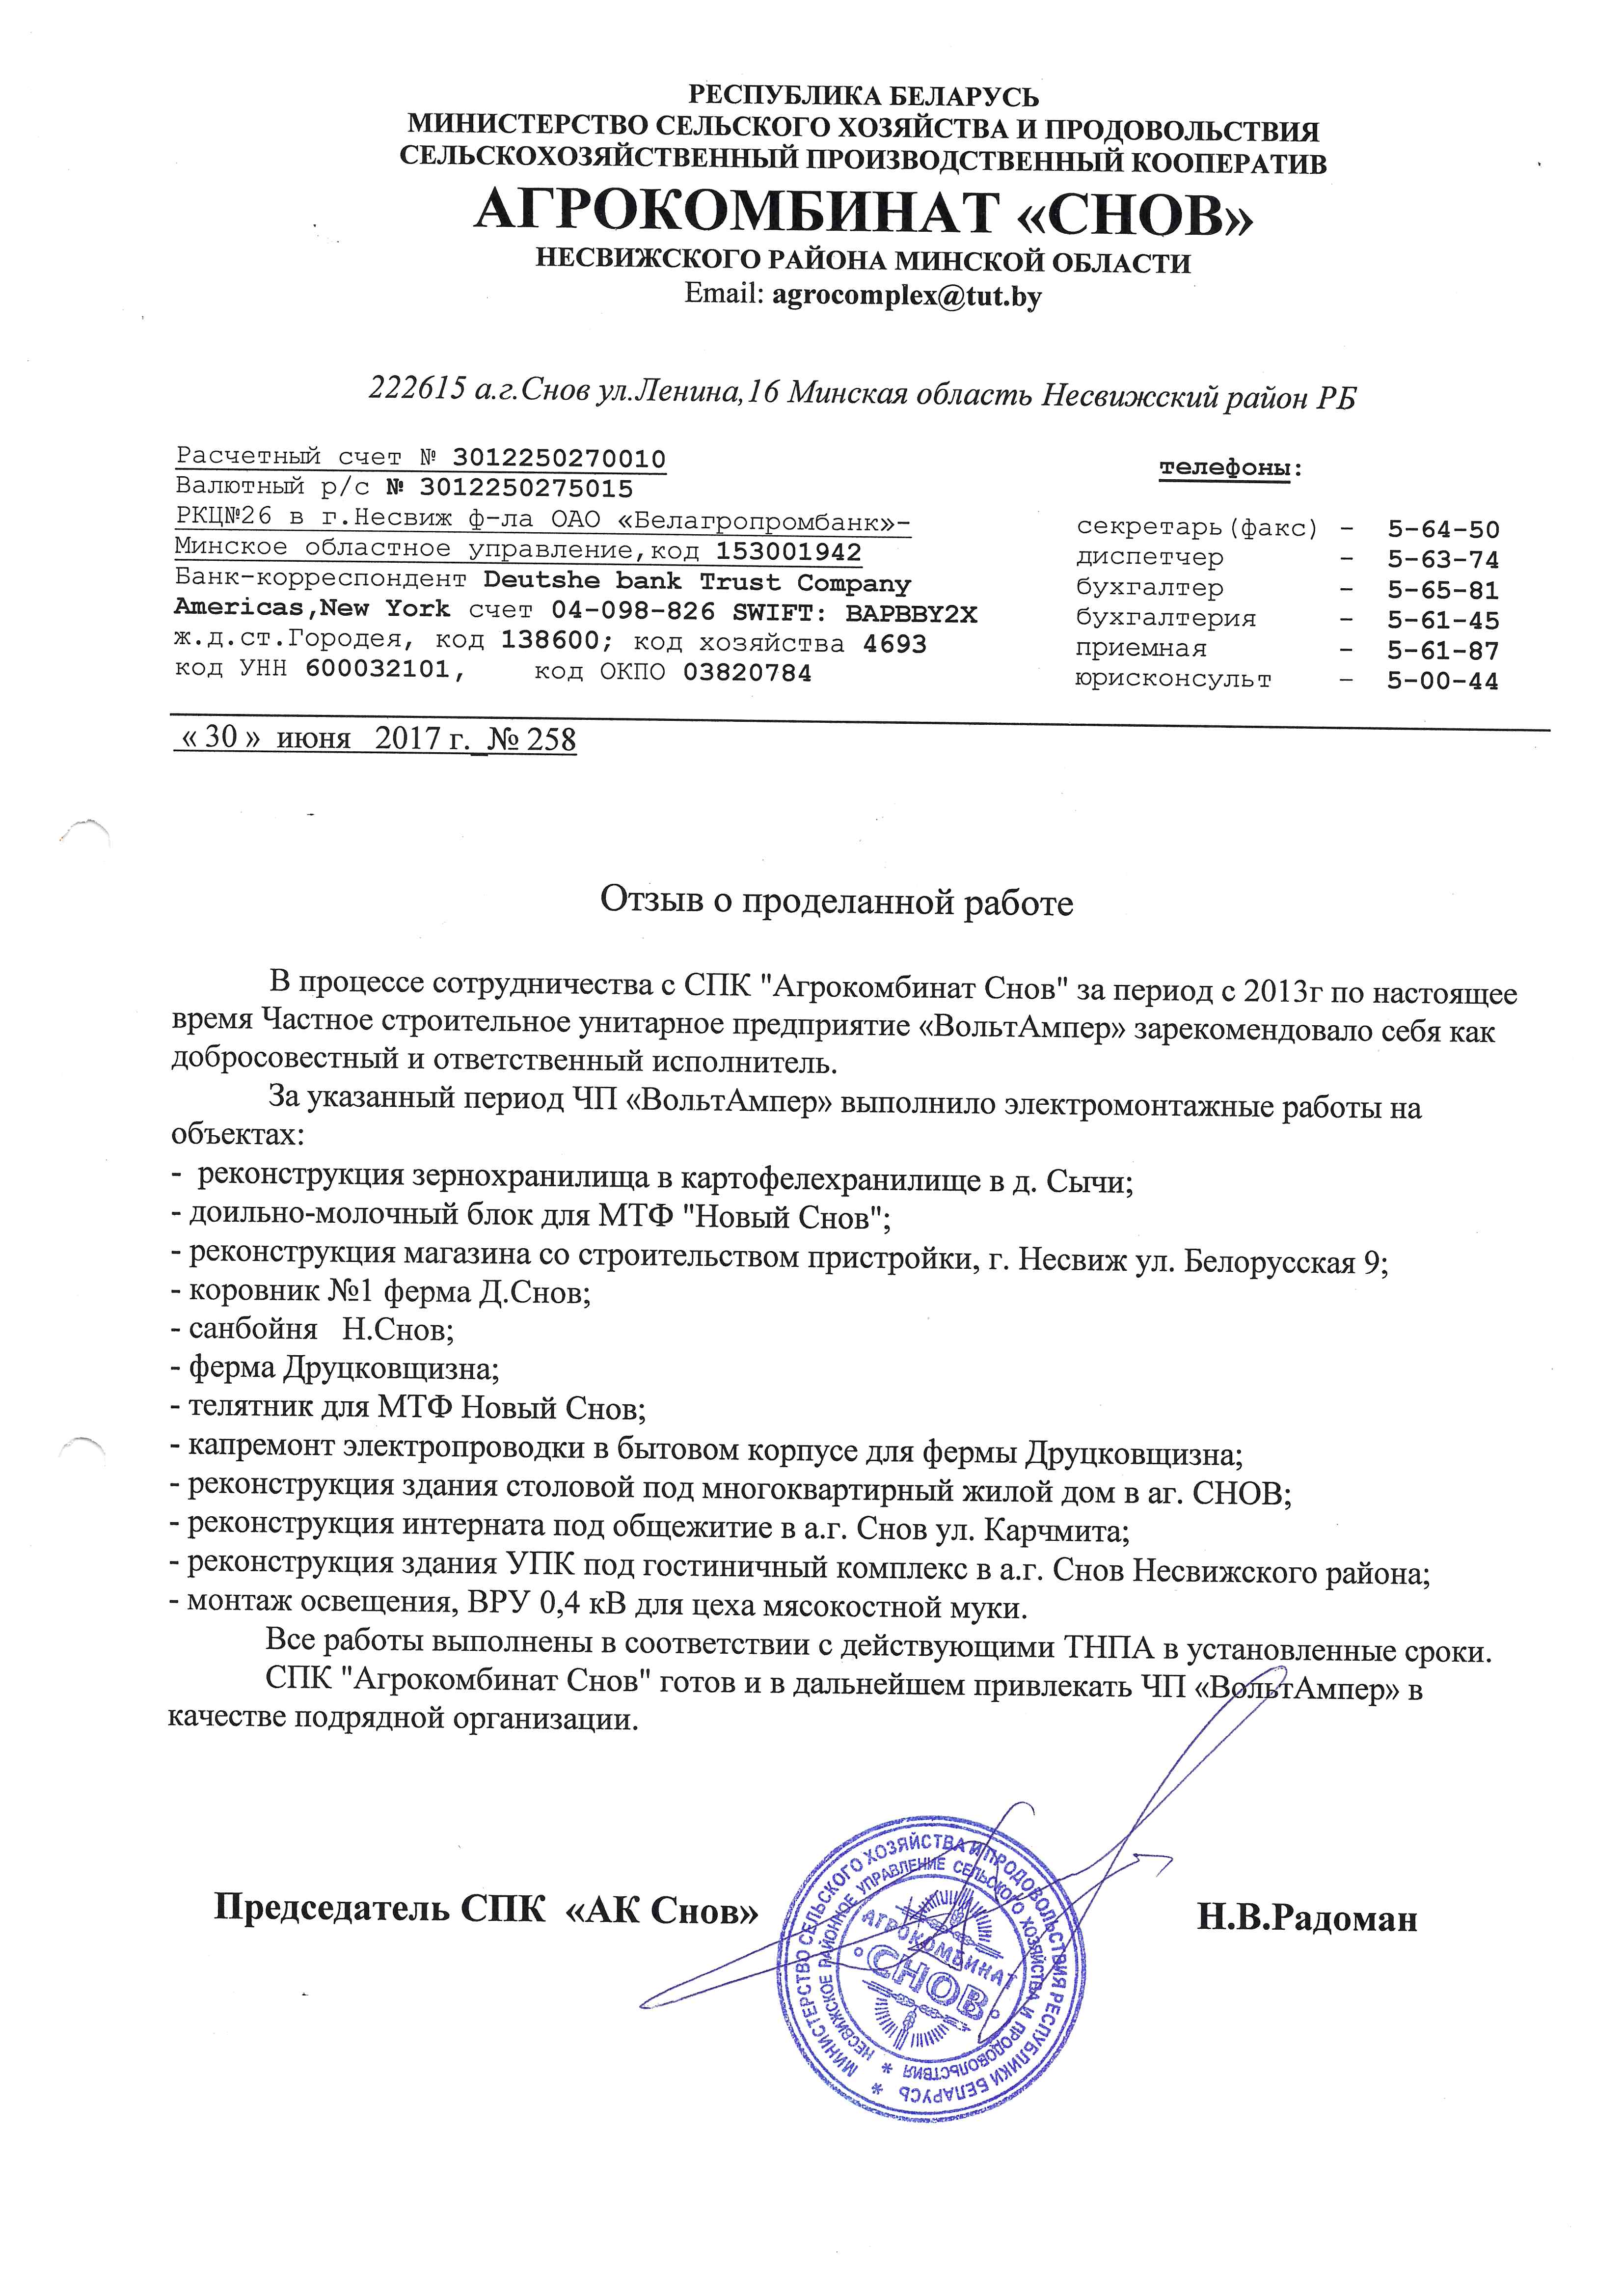 РЕСПУБЛИКА БЕЛАРУСЬ
МИНИСТЕРСТВО СЕЛЬСКОГО ХОЗЯЙСТВА И ПРОДОВОЛЬСТВИЯ
СЕЛЬСКОХОЗЯЙСТВЕННЫЙ ПРОИЗВОДСТВЕННЫЙ КООПЕРАТИВ
АГРОКОМБИНАТ «СНОВ»
НЕСВИЖСКОГО РАЙОНА МИНСКОЙ ОБЛАСТИ
Email: agrocomplex@tut.by
222615 а.г.Снов ул.Ленина,16 Минская область Несвижский район РБ
Расчетный счет № 3012250270010
Валютный р/с № 3012250275015
РКЦ№26 в г.Несвиж ф-ла ОАО «Белагропромбанк»-
Минское областное управление,код 153001942
Банк-корреспондент Deutshe bank Trust Company
Americas,New York счет 04-098-826 SWIFT: BAPBBY2X
ж.д.ст.Городея, код 138600; код хозяйства 4693
код УНН 600032101, код ОКПО 03820784
телефоны:
секретарь(факс) - 5-64-50
диспетчер - 5-63-74
бухгалтер - 5-65-81
бухгалтерия - 5-61-45
приемная - 5-61-87
юрисконсульт - 5-00-44
« 30 » июня 2017 г._№ 258
Отзыв о проделанной работе
В процессе сотрудничества с СПК "Агрокомбинат Снов" за период с 2013г по настоящее
время Частное строительное унитарное предприятие «ВольтАмпер» зарекомендовало себя как
добросовестный и ответственный исполнитель.
За указанный период ЧП «ВольтАмпер» выполнило электромонтажные работы на
объектах:
- реконструкция зернохранилища в картофелехранилище в д. Сычи;
- доильно-молочный блок для МТФ "Новый Снов";
- реконструкция магазина со строительством пристройки, г. Несвиж ул. Белорусская 9;
- коровник №1 ферма Д.Снов;
- санбойня Н.Снов;
- ферма Друцковщизна;
- телятник для МТФ Новый Снов;
- капремонт электропроводки в бытовом корпусе для фермы Друцковщизна;
- реконструкция здания столовой под многоквартирный жилой дом в аг. СНОВ;
- реконструкция интерната под общежитие в а.г. Снов ул. Карчмита;
- реконструкция здания УПК под гостиничный комплекс в а.г. Снов Несвижского района;
- монтаж освещения, ВРУ 0,4 кВ для цеха мясокостной муки.
Все работы выполнены в соответствии с действующими ТНПА в установленные сроки.
СПК "Агрокомбинат Снов" готов и в дальнейшем привлекать ЧП «ВольтАмпер» в
качестве подрядной организации.
Председатель СПК «АК Снов»
Н.В.Радоман
МИНИСТЕРСТВО СЕЛЬСКОГО ХОЗЯЙСТВА И ПРОДОВОЛЬСТВИЯ РЕСПУБЛИКИ БЕЛАРУСЬ *
НЕСВИЖСКОЕ РАЙОННОЕ УПРАВЛЕНИЕ СЕЛЬСКОГО ХОЗЯЙСТВА И ПРОДОВОЛЬСТВИЯ *
АГРОКОМБИНАТ
СНОВ